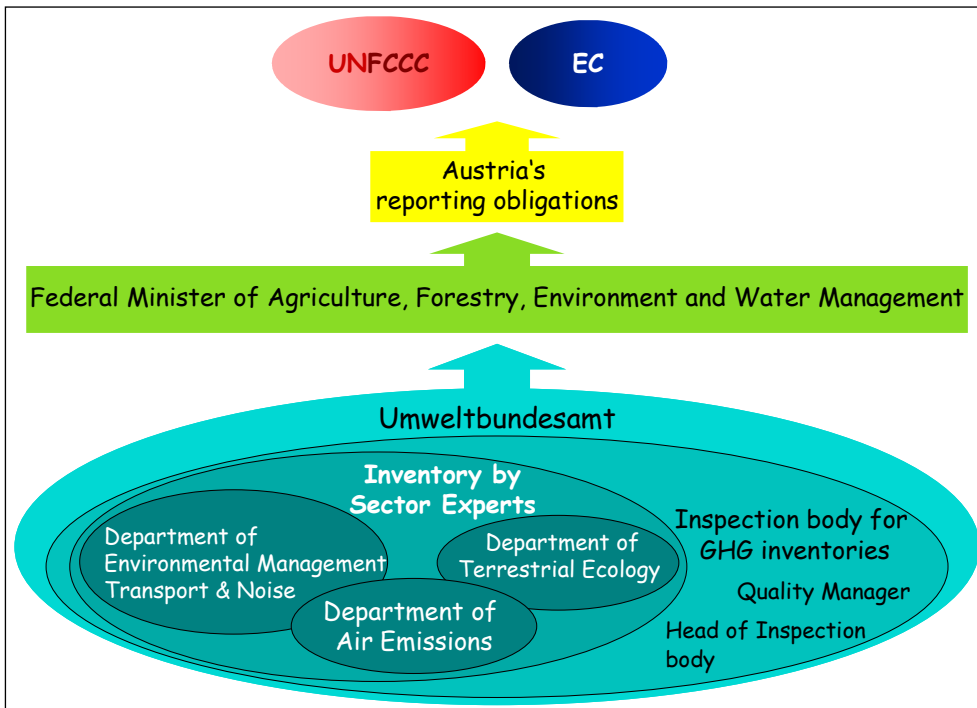 UNFCCC
EC
Austria‘s
reporting obligations
Federal Minister of Agriculture, Forestry, Environment and Water Management
Umweltbundesamt
Inventory by
Sector Experts
Department of
Environmental Management
Transport & Noise
Department of
Terrestrial Ecology
Department of
Air Emissions
Inspection body for
GHG inventories
Quality Manager
Head of Inspection
body